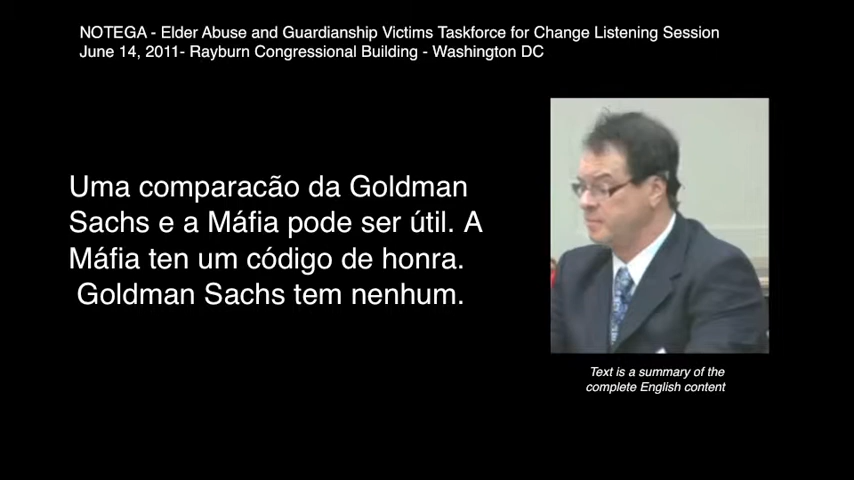 NOTEGA - Elder Abuse and Guardianship Victims Taskforce for Change Listening Session
June 14, 2011- Rayburn Congressional Building - Washington DC
Uma comparacão da Goldman
Sachs e a Máfia pode ser útil. A
Máfia ten um código de honra.
Goldman Sachs tem nenhum.
Text is a summary of the
complete English content